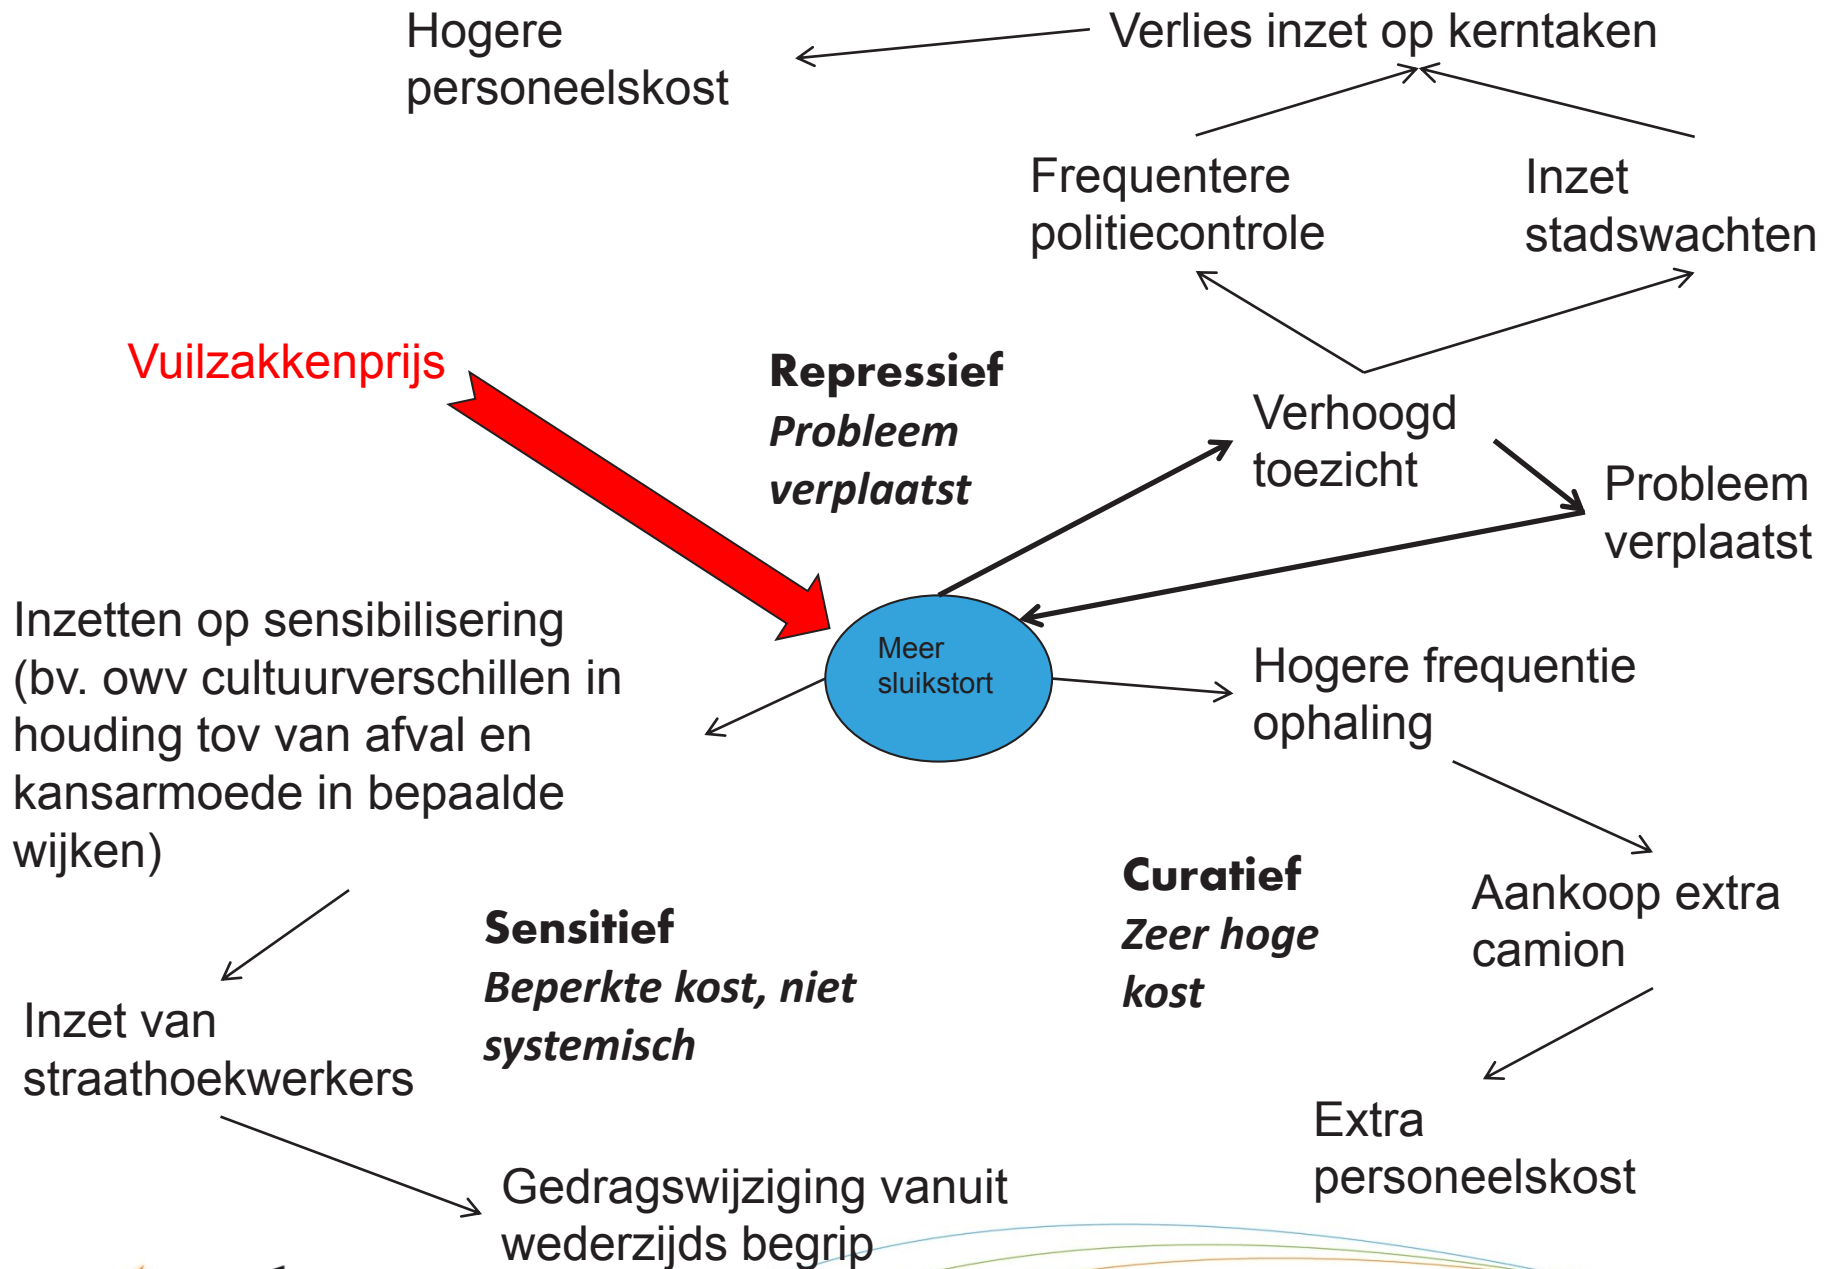 Hogere
personeelskost
Verlies inzet op kerntaken
Frequentere
politiecontrole
Inzet
stadswachten
Vuilzakkenprijs
Repressief
Probleem
verplaatst
Verhoogd
toezicht
Probleem
verplaatst
Meer
sluikstort
Inzetten op sensibilisering
(bv. owv cultuurverschillen in
houding tov van afval en
kansarmoede in bepaalde
wijken)
Hogere frequentie
ophaling
Curatief
Zeer hoge
kost
Aankoop extra
camion
Sensitief
Beperkte kost, niet
systemisch
Inzet van
straathoekwerkers
Extra
personeelskost
Gedragswijziging vanuit
wederzijds begrip